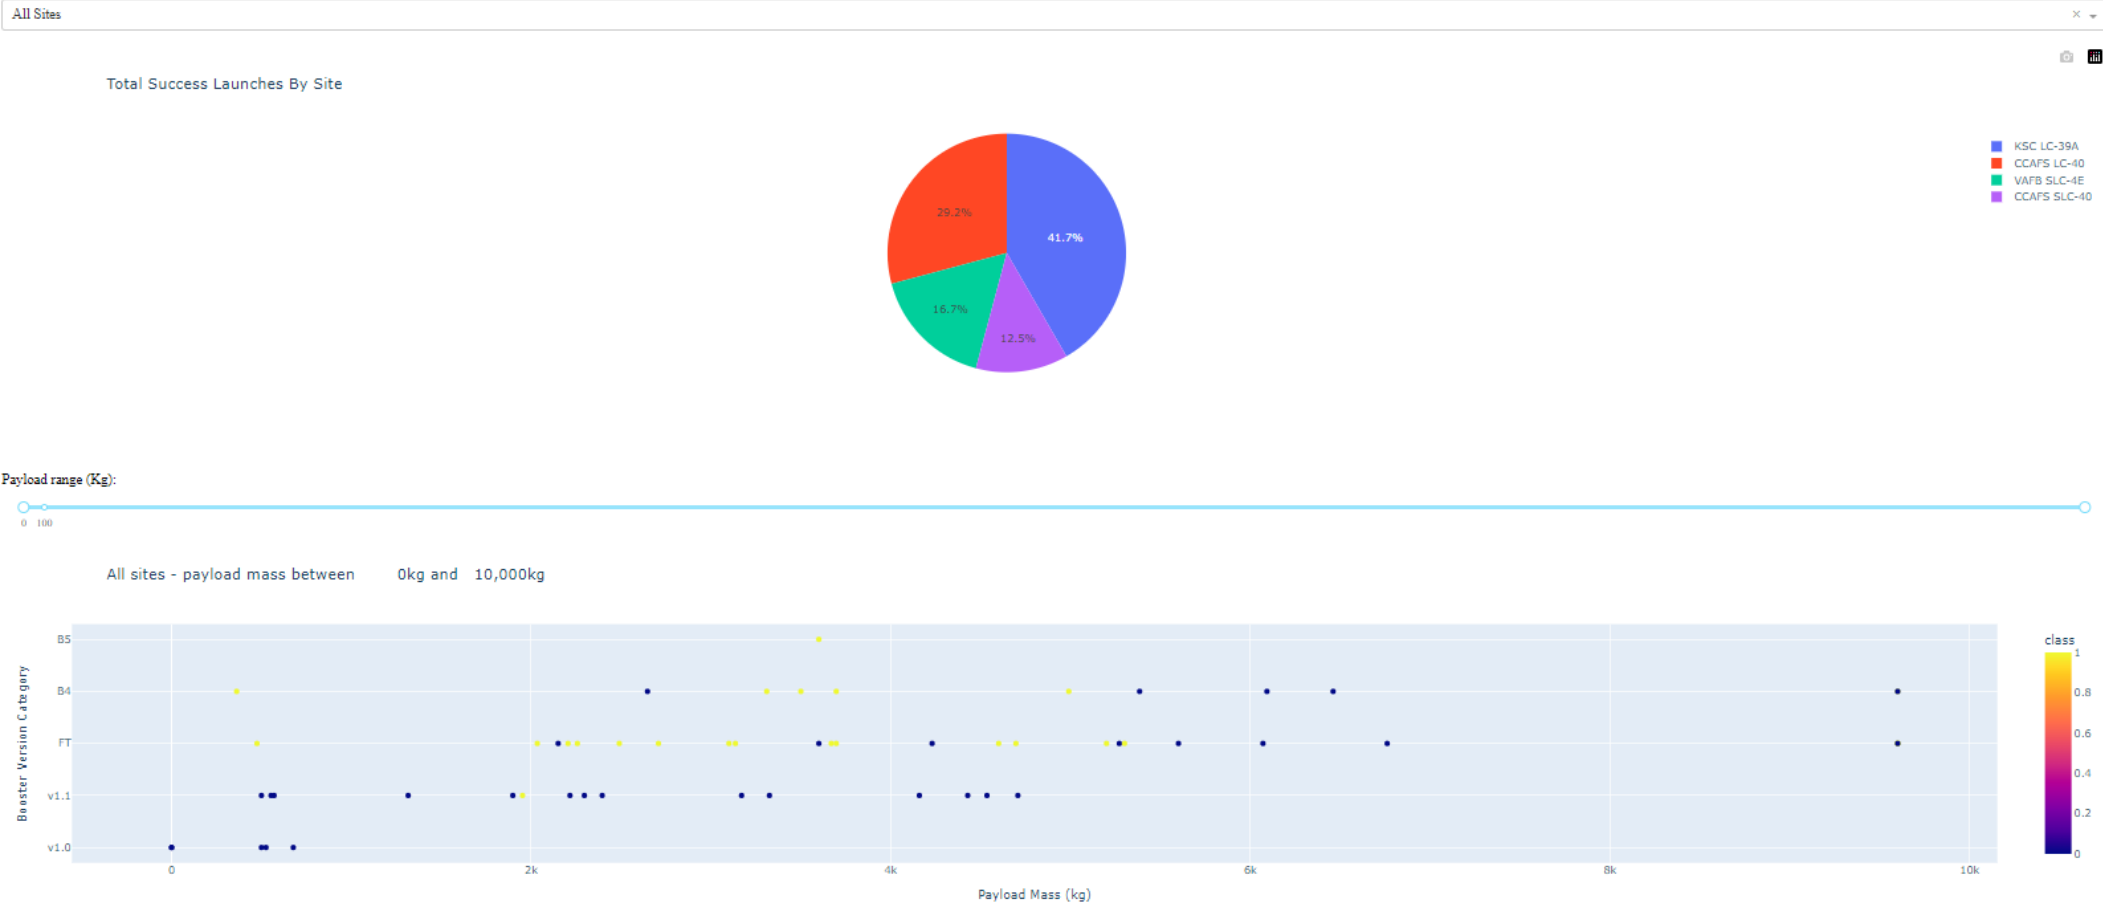 All Sites
Total Success Launches By Site
KSC LC-39A
CCAFS LC-40
VAFB SLC-4E
CCAFS SLC-40
29.2%
41.7%
16.7%
12.5%
Payload range (Kg):
0 100
All sites - payload mass between 0kg and 10,000kg
Booster Version Category
B5
B4
FT
v1.1
v1.0
0 2k 4k 6k 8k 10k
Payload Mass (kg)
class
1
0.8
0.6
0.4
0.2
0